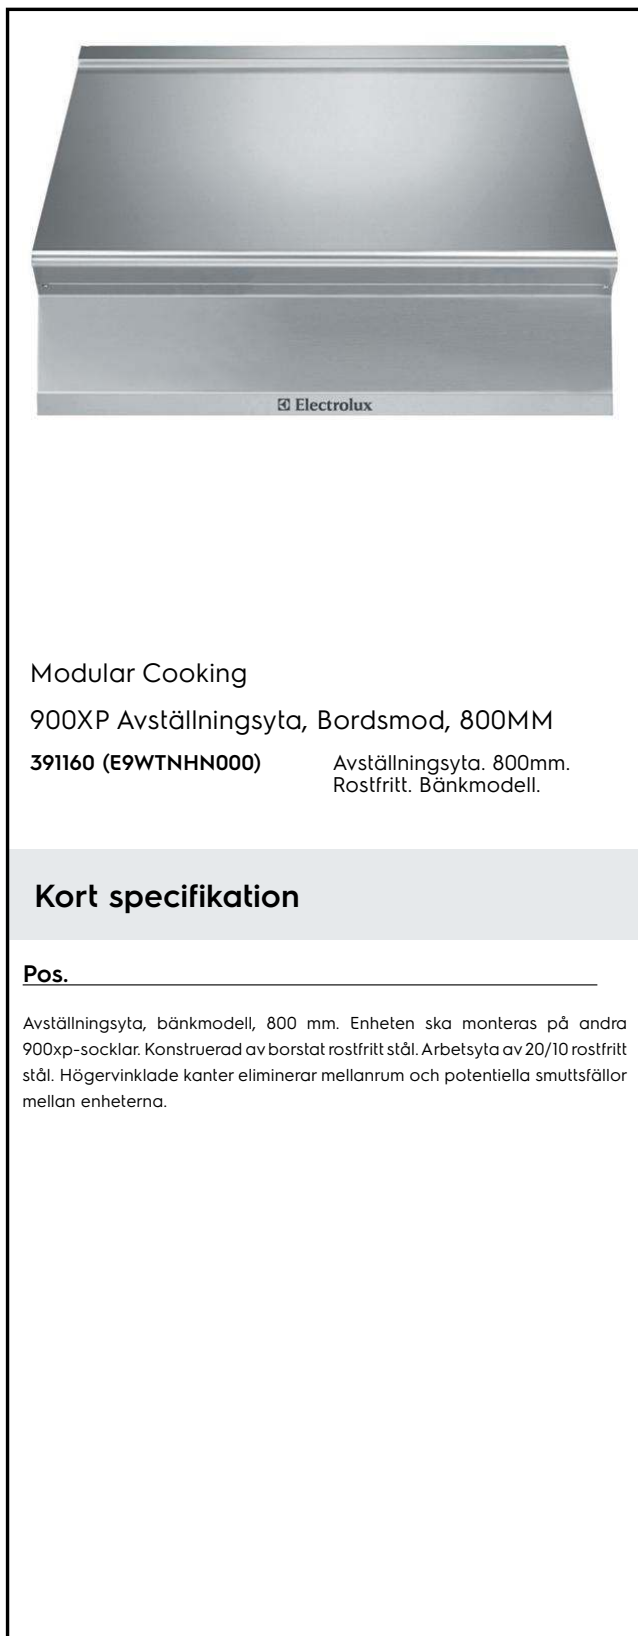 Electrolux
Modular Cooking
900XP Avställningsyta, Bordsmod, 800MM
391160 (E9WTNHN000)
Avställningsyta. 800mm.
Rostfritt. Bänkmodell.
Kort specifikation
Pos.
Avställningsyta, bänkmodell, 800 mm. Enheten ska monteras på andra
900xp-socklar. Konstruerad av borstat rostfritt stål. Arbetsyta av 20/10 rostfritt
stål. Högervinklade kanter eliminerar mellanrum och potentiella smuttsfällor
mellan enheterna.